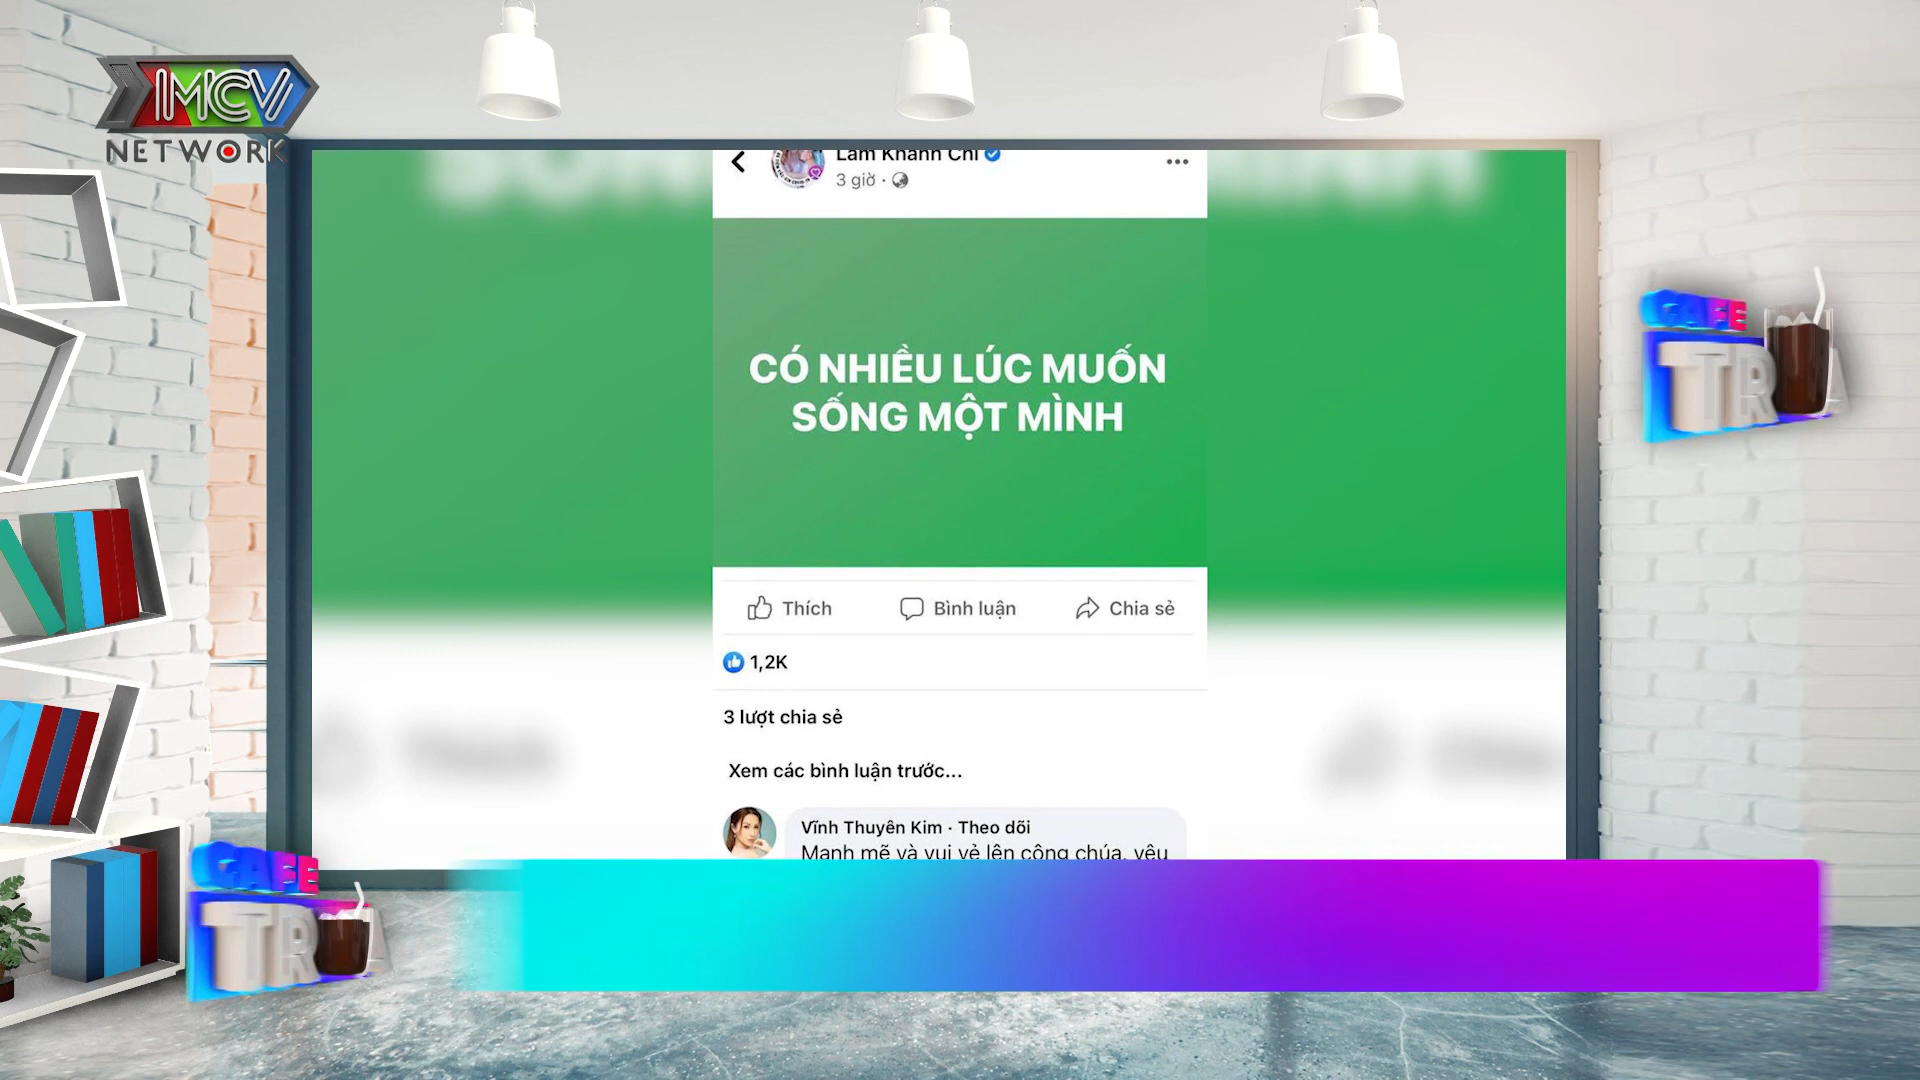 MCV
NETWORK
Lâm Khánh Chi
3 giờ ·
CÓ NHIỀU LÚC MUỐN
SỐNG MỘT MÌNH
Thích
Bình luận
Chia sẻ
1,2K
3 lượt chia sẻ
Xem các bình luận trước...
Vĩnh Thuyên Kim · Theo dõi
Mạnh mẽ và vui vẻ lên công chúa, yêu
CAFE
TRA
CAFE
TRA